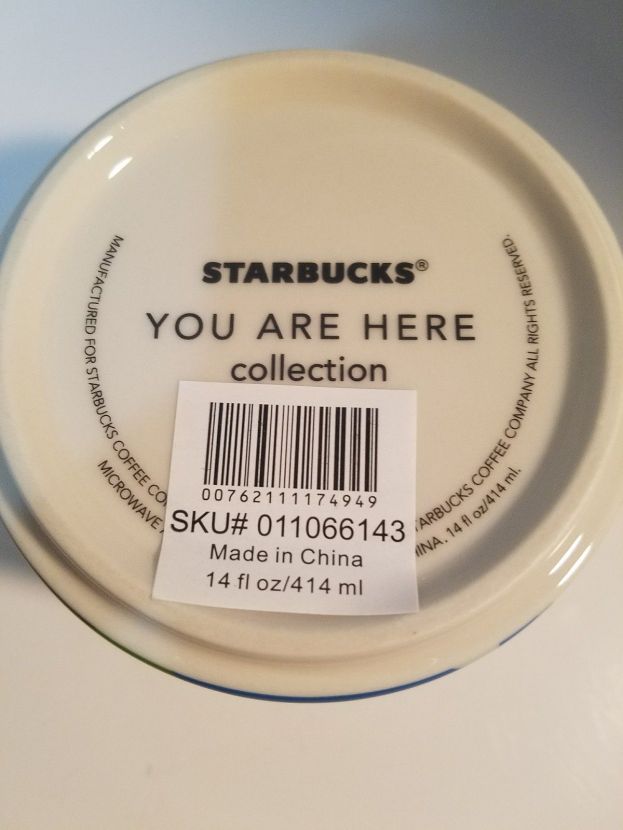 STARBUCKS®
YOU ARE HERE
collection
MANUFACTURED FOR STARBUCKS COFFEE CO
TARBUCKS COFFEE COMPANY ALL RIGHTS RESERVED.
MICROWAVE
INA. 14 fl oz/414 ml.
00762111174949
SKU# 011066143
Made in China
14 fl oz/414 ml